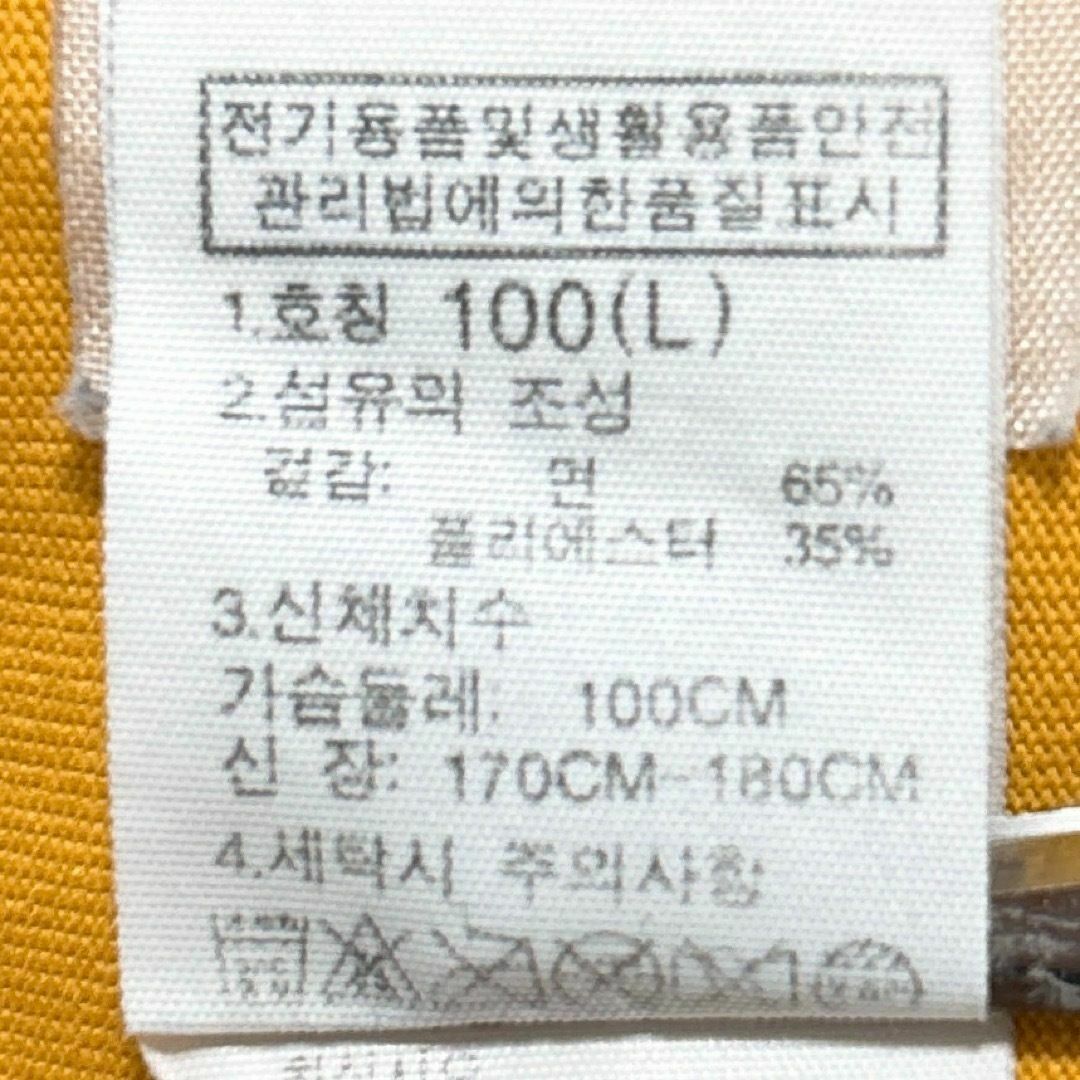 전기용품및생활용품안전
관리법에의한품질표시
1.호칭 100(L)
2.섬유의 조성
겉감: 면 65%
폴리에스터 35%
3.신체치수
가슴둘레: 100CM
신 장: 170CM~180CM
4.세탁시 주의사항